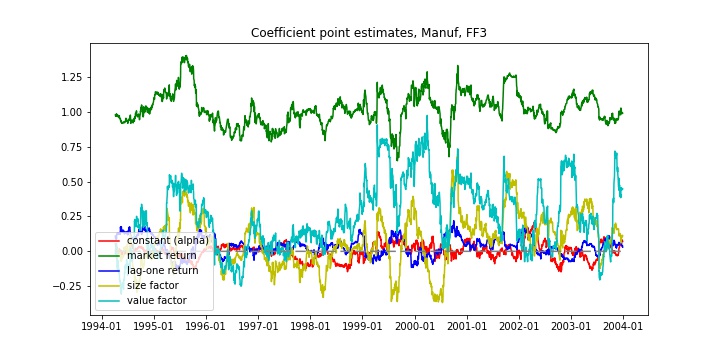 Coefficient point estimates, Manuf, FF3
1.25
1.00
0.75
0.50
0.25
0.00
−0.25
constant (alpha)
market return
lag-one return
size factor
value factor
1994-01 1995-01 1996-01 1997-01 1998-01 1999-01 2000-01 2001-01 2002-01 2003-01 2004-01